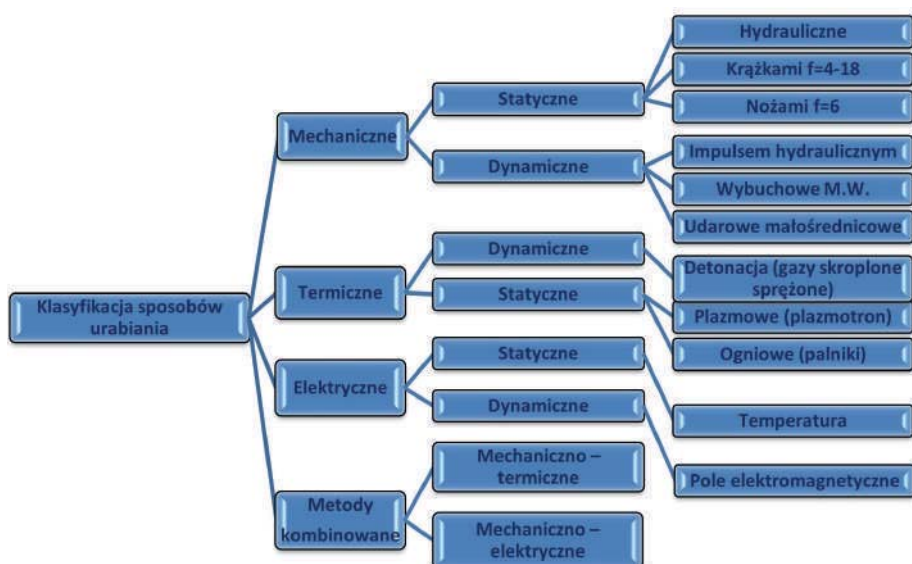 Klasyfikacja sposobów
urabiania
Mechaniczne
Statyczne
Hydrauliczne
Krążkami f=4-18
Nożami f=6
Dynamiczne
Impulsem hydraulicznym
Wybuchowe M.W.
Udarowe małośrednicowe
Termiczne
Dynamiczne
Detonacja (gazy skroplone
sprężone)
Statyczne
Plazmowe (plazmotron)
Ogniowe (palniki)
Elektryczne
Statyczne
Temperatura
Dynamiczne
Pole elektromagnetyczne
Metody
kombinowane
Mechaniczno –
termiczne
Mechaniczno –
elektryczne